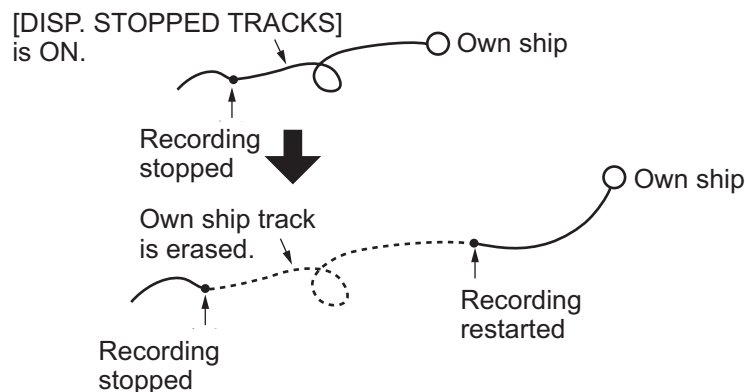 [DISP. STOPPED TRACKS]
is ON.
Own ship
Recording
stopped
Own ship
Own ship track
is erased.
Recording
restarted
Recording
stopped